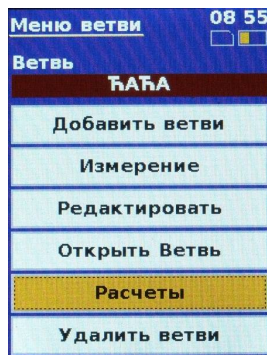 Меню ветви 08 55
Ветвь
ЋАЋА
Добавить ветви
Измерение
Редактировать
Открыть Ветвь
Расчеты
Удалить ветви